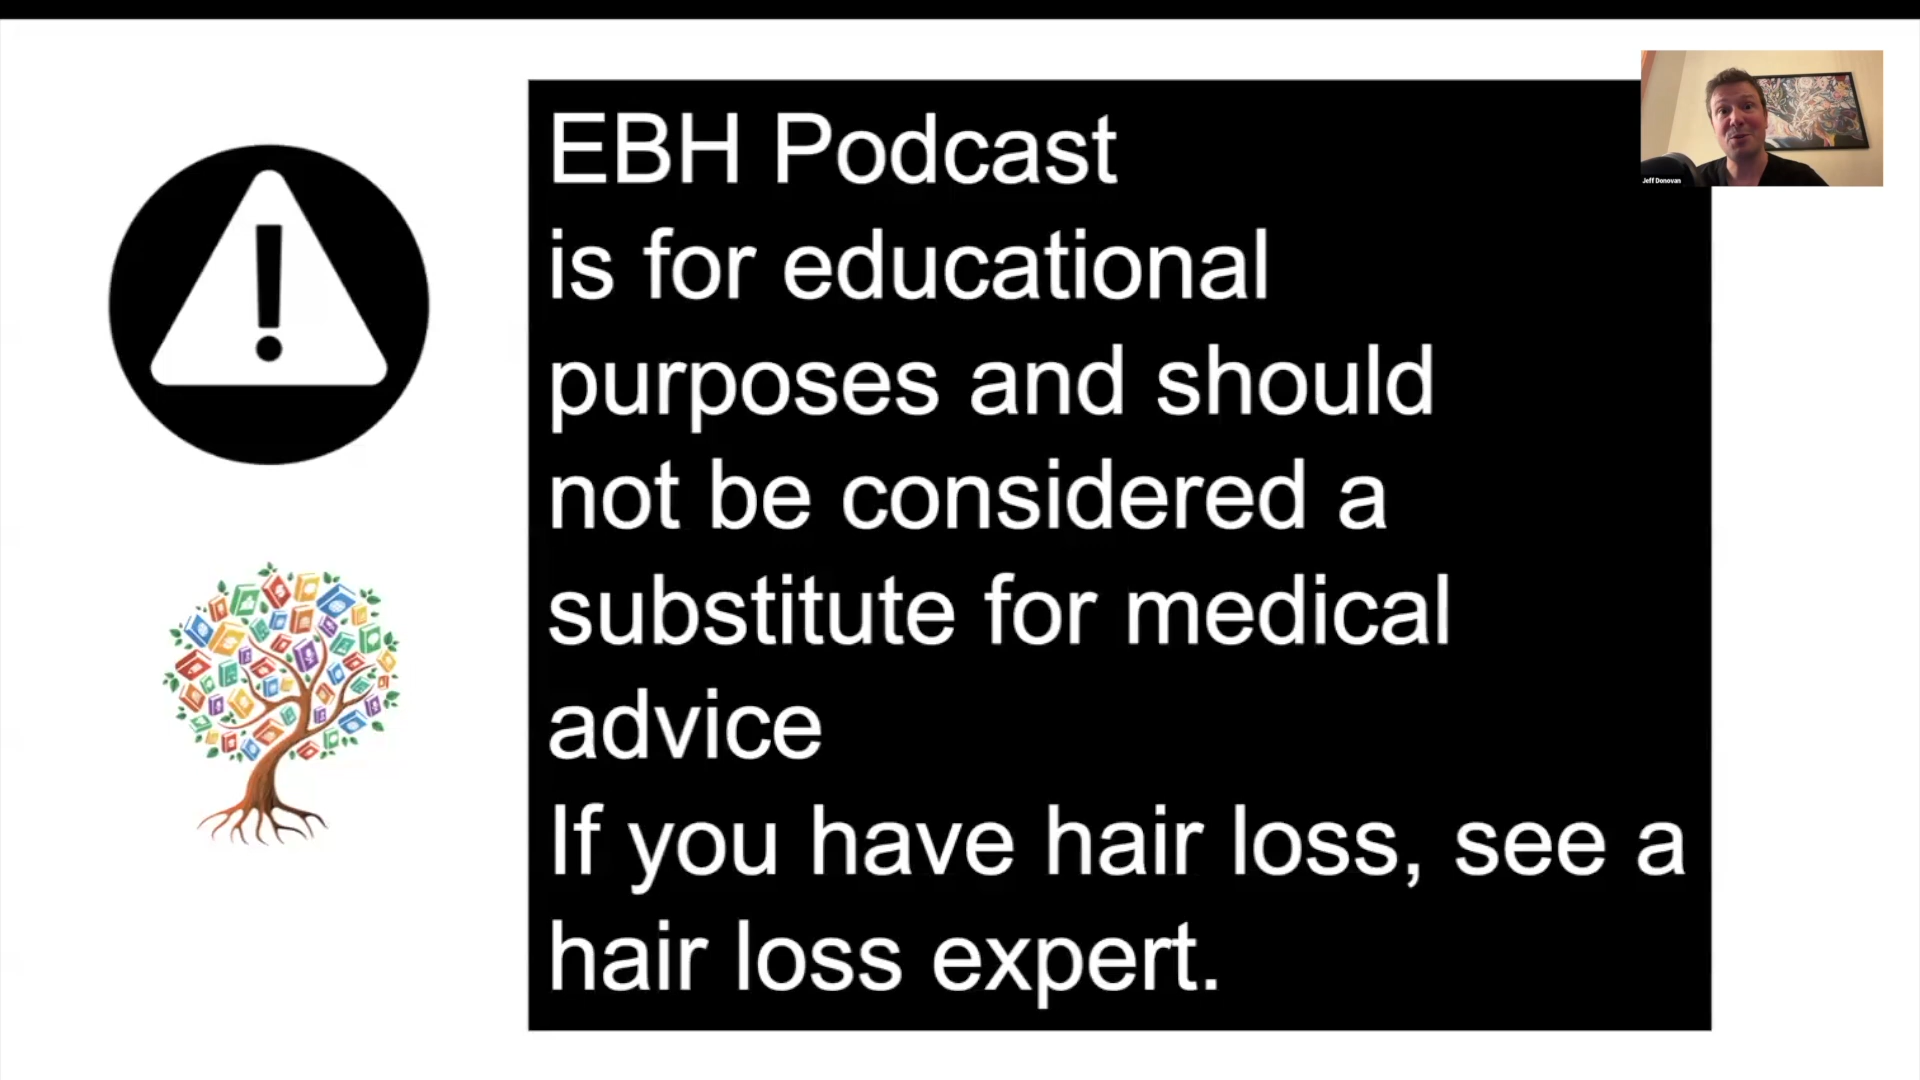 EBH Podcast
is for educational
purposes and should
not be considered a
substitute for medical
advice
If you have hair loss, see a
hair loss expert.
Jeff Donovan